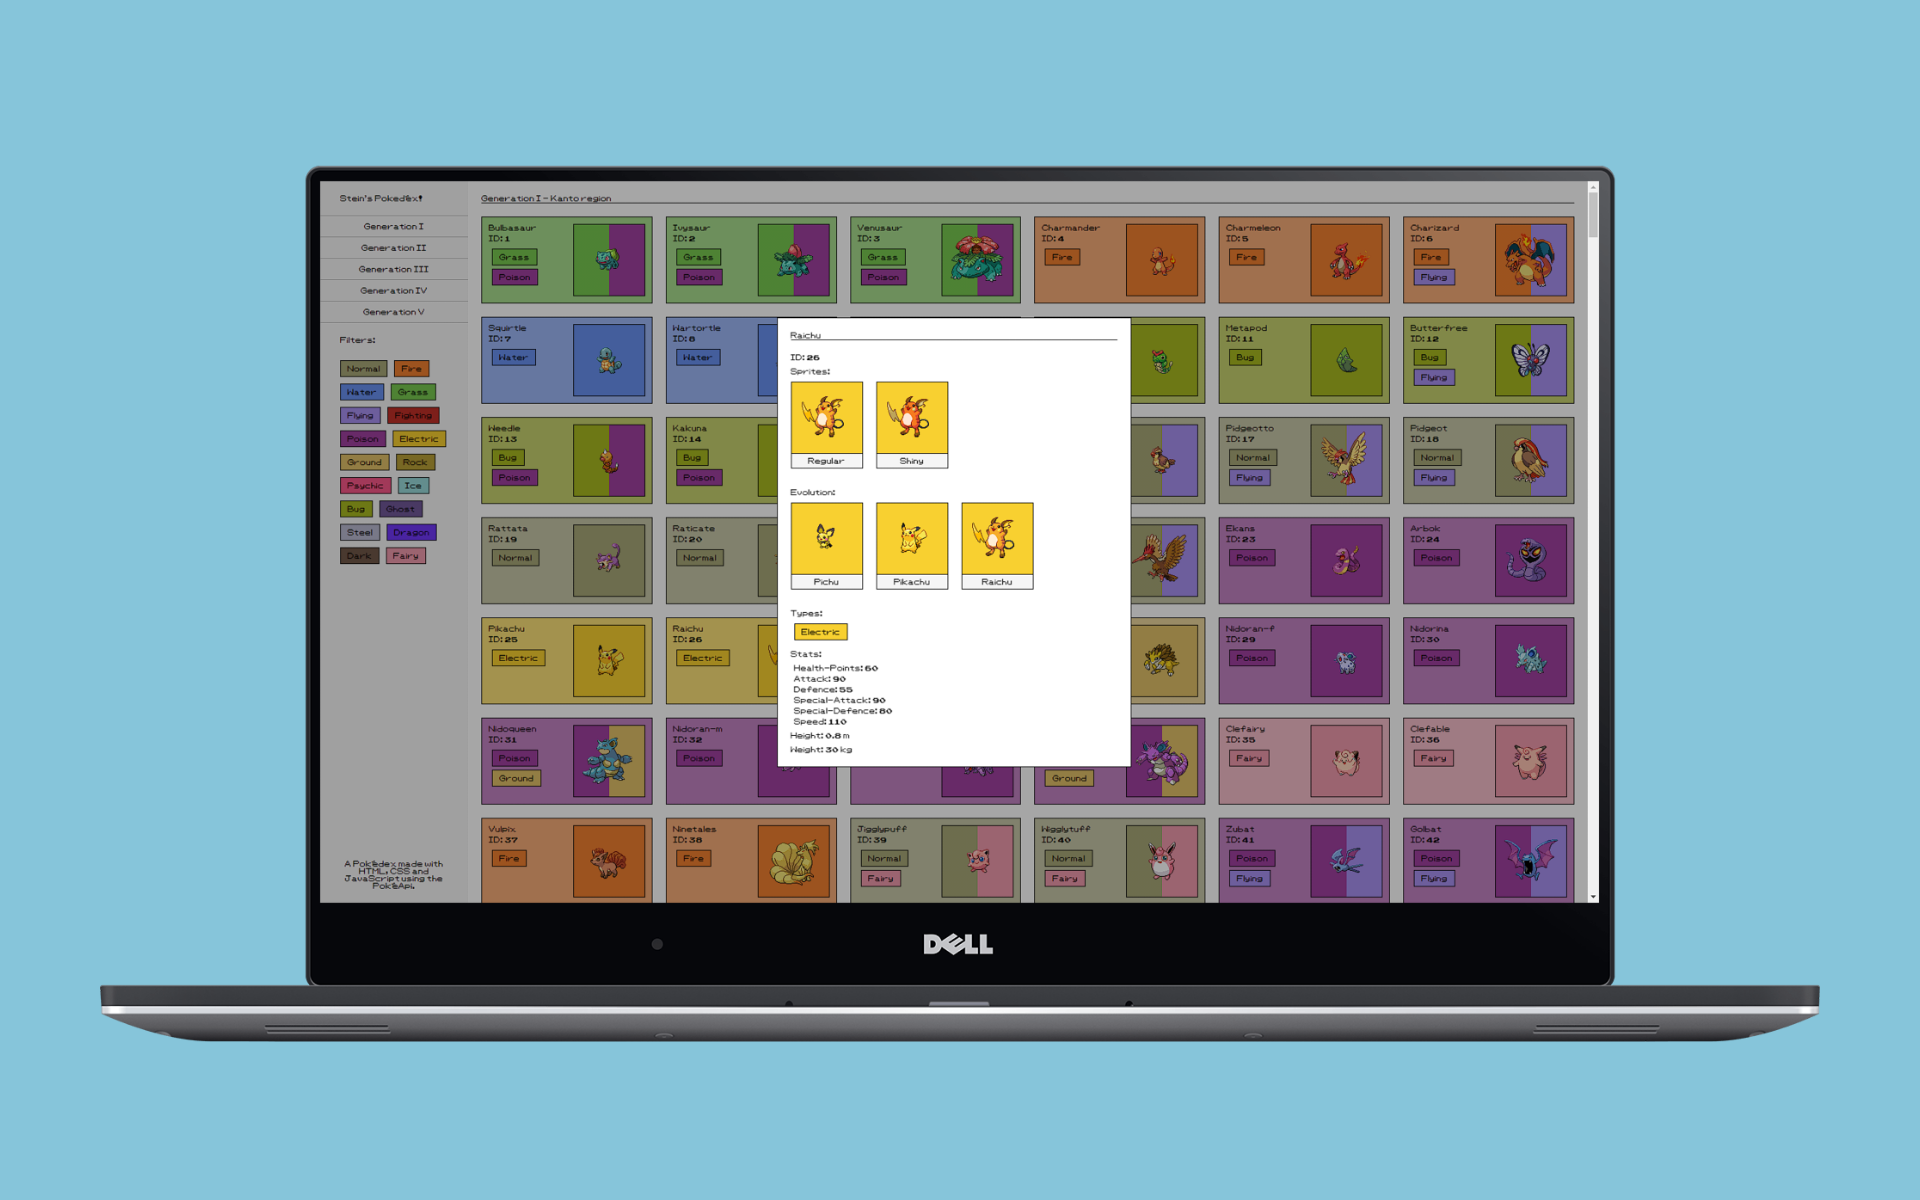 Stein's Pokedéx!
Generation I
Generation II
Generation III
Generation IV
Generation V
Filters:
Normal Fire
Water Grass
Flying Fighting
Poison Electric
Ground Rock
Psychic Ice
Bug Ghost
Steel Dragon
Dark Fairy
A Pokédex made with
HTML, CSS and
JavaScript using the
PokéApi.
Generation I - Kanto region
Bulbasaur
ID: 1
Grass
Poison
Ivysaur
ID: 2
Grass
Poison
Venusaur
ID: 3
Grass
Poison
Charmander
ID: 4
Fire
Charmeleon
ID: 5
Fire
Charizard
ID: 6
Fire
Flying
Squirtle
ID: 7
Water
Wartortle
ID: 8
Water
Metapod
ID: 11
Bug
Butterfree
ID: 12
Bug
Flying
Weedle
ID: 13
Bug
Poison
Kakuna
ID: 14
Bug
Poison
Pidgeotto
ID: 17
Normal
Flying
Pidgeot
ID: 18
Normal
Flying
Rattata
ID: 19
Normal
Raticate
ID: 20
Normal
Ekans
ID: 23
Poison
Arbok
ID: 24
Poison
Pikachu
ID: 25
Electric
Raichu
ID: 26
Electric
Nidoran-f
ID: 29
Poison
Nidorina
ID: 30
Poison
Nidoqueen
ID: 31
Poison
Ground
Nidoran-m
ID: 32
Poison
Ground
Clefairy
ID: 35
Fairy
Clefable
ID: 36
Fairy
Vulpix
ID: 37
Fire
Ninetales
ID: 38
Fire
Jigglypuff
ID: 39
Normal
Fairy
Wigglytuff
ID: 40
Normal
Fairy
Zubat
ID: 41
Poison
Flying
Golbat
ID: 42
Poison
Flying
Raichu
ID: 26
Sprites:
Regular Shiny
Evolution:
Pichu Pikachu Raichu
Types:
Electric
Stats:
Health-Points: 60
Attack: 90
Defence: 55
Special-Attack: 90
Special-Defence: 80
Speed: 110
Height: 0.8 m
Weight: 30 kg
DELL